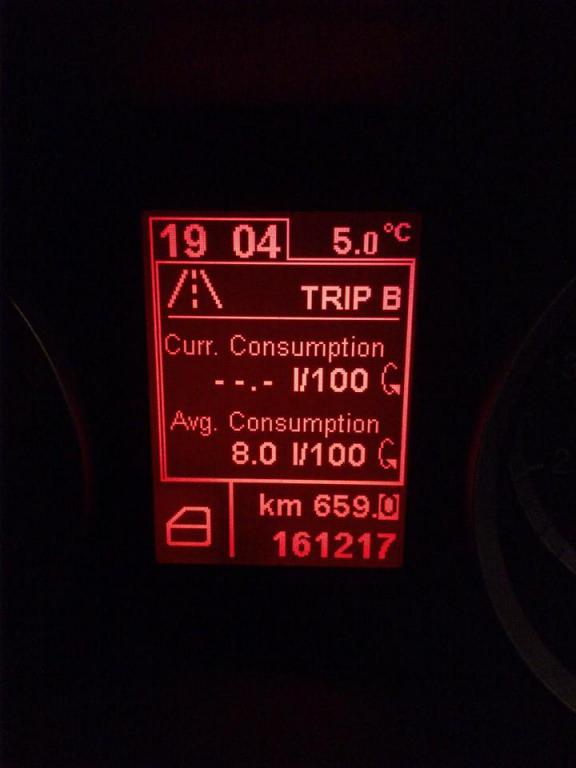 19 04 5.0 °C
TRIP B
Curr. Consumption
--.- l/100
Avg. Consumption
8.0 l/100
km 659.0
161217